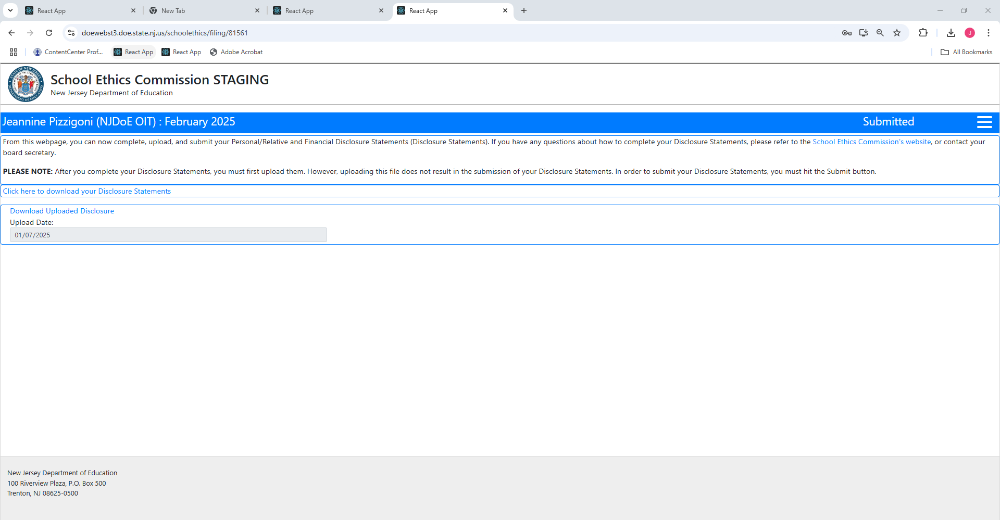 React App
New Tab
React App
React App
doewebst3.doe.state.nj.us/schoolethics/filing/81561
J
ContentCenter Prof...
React App
React App
Adobe Acrobat
All Bookmarks
School Ethics Commission STAGING
New Jersey Department of Education
Jeannine Pizzigoni (NJDoE OIT) : February 2025
Submitted
From this webpage, you can now complete, upload, and submit your Personal/Relative and Financial Disclosure Statements (Disclosure Statements). If you have any questions about how to complete your Disclosure Statements, please refer to the School Ethics Commission's website, or contact your
board secretary.
PLEASE NOTE: After you complete your Disclosure Statements, you must first upload them. However, uploading this file does not result in the submission of your Disclosure Statements. In order to submit your Disclosure Statements, you must hit the Submit button.
Click here to download your Disclosure Statements
Download Uploaded Disclosure
Upload Date:
01/07/2025
New Jersey Department of Education
100 Riverview Plaza, P.O. Box 500
Trenton, NJ 08625-0500